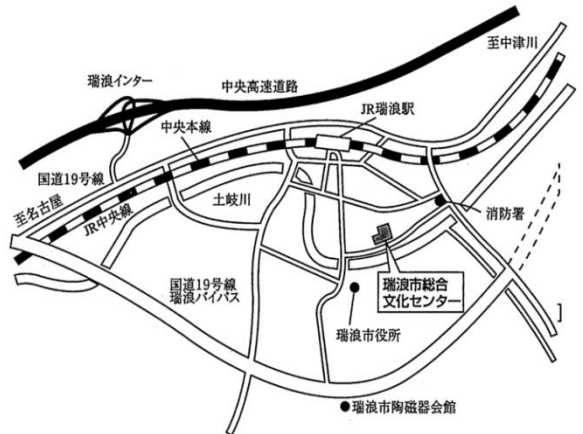 至中津川
瑞浪インター
中央高速道路
JR瑞浪駅
中央本線
国道19号線
至名古屋
JR中央線
土岐川
消防署
国道19号線
瑞浪バイパス
瑞浪市総合
文化センター
瑞浪市役所
瑞浪市陶磁器会館